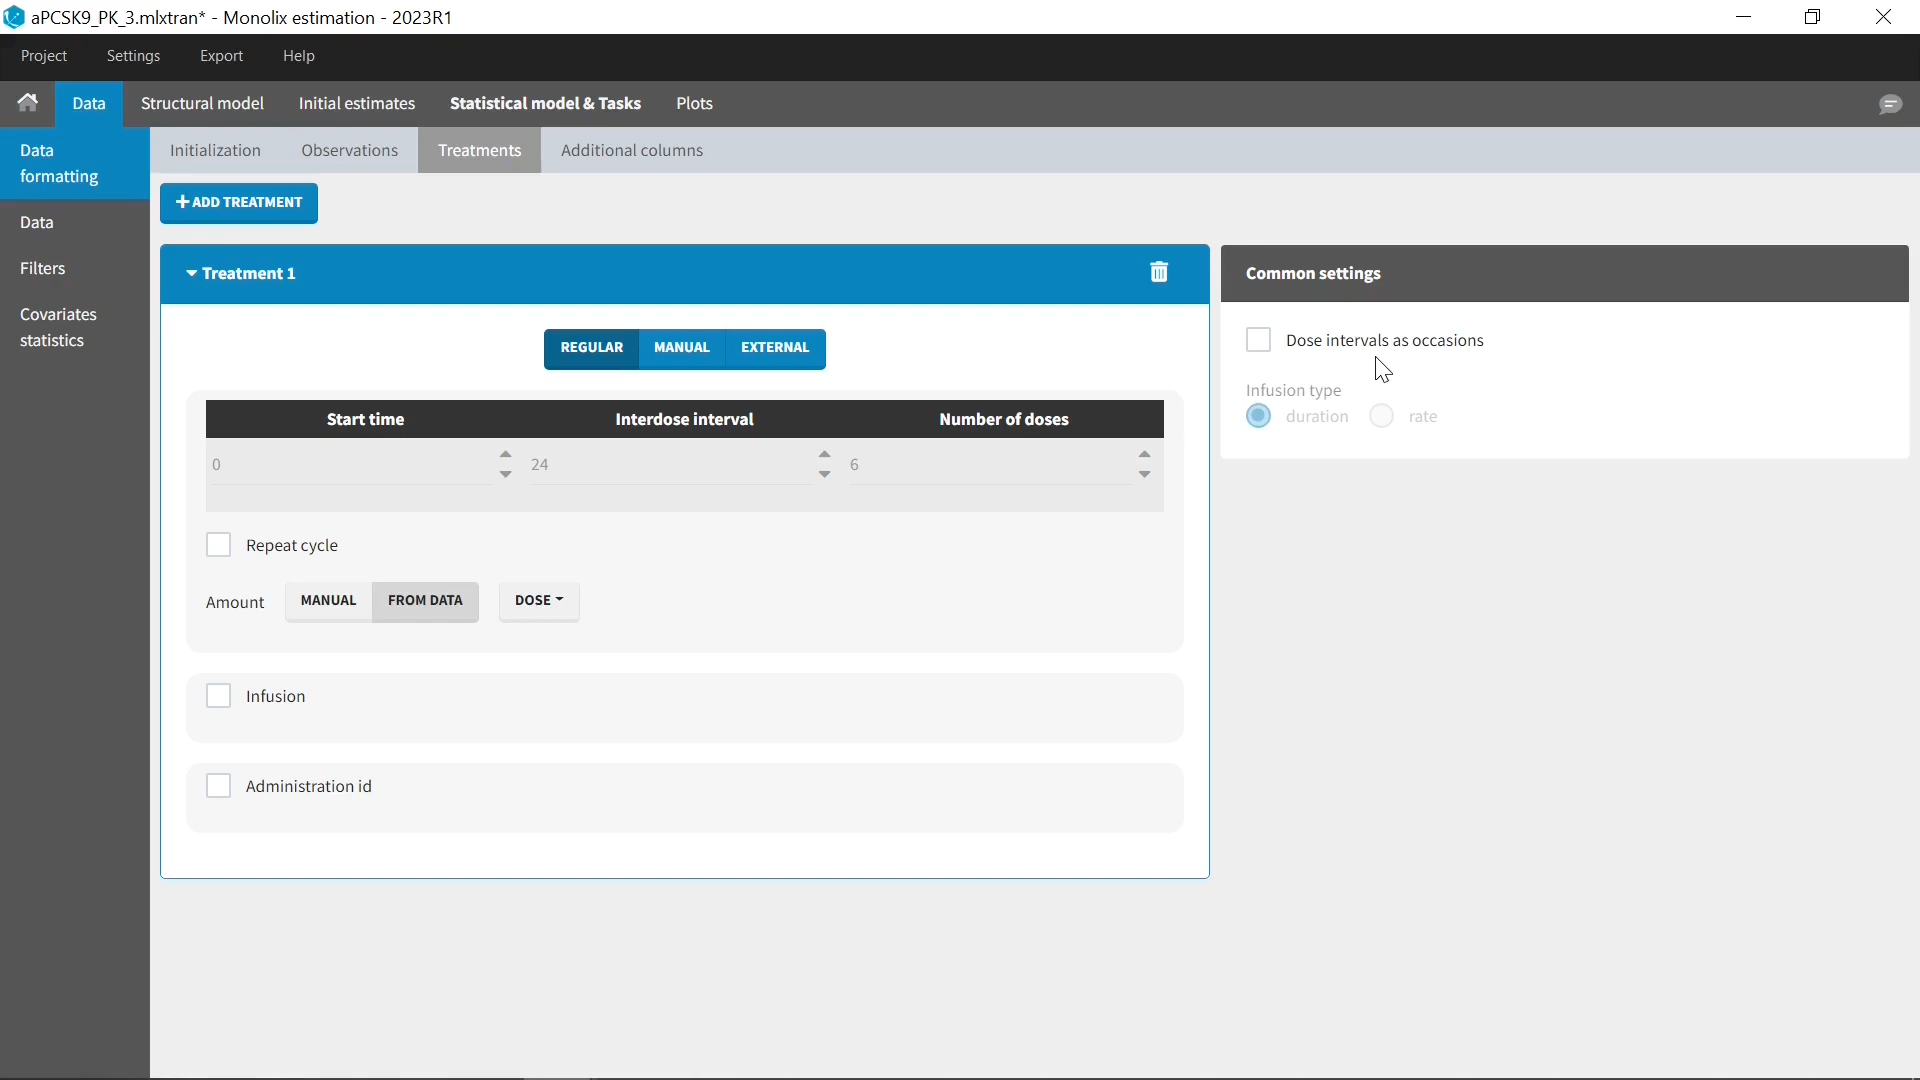 aPCSK9_PK_3.mlxtran* - Monolix estimation - 2023R1
Project Settings Export Help
Data Structural model Initial estimates Statistical model & Tasks Plots
Data formatting
Data
Filters
Covariates statistics
Initialization Observations Treatments Additional columns
+ ADD TREATMENT
Treatment 1
REGULAR MANUAL EXTERNAL
Start time Interdose interval Number of doses
0 24 6
Repeat cycle
Amount MANUAL FROM DATA DOSE
Infusion
Administration id
Common settings
Dose intervals as occasions
Infusion type
duration rate